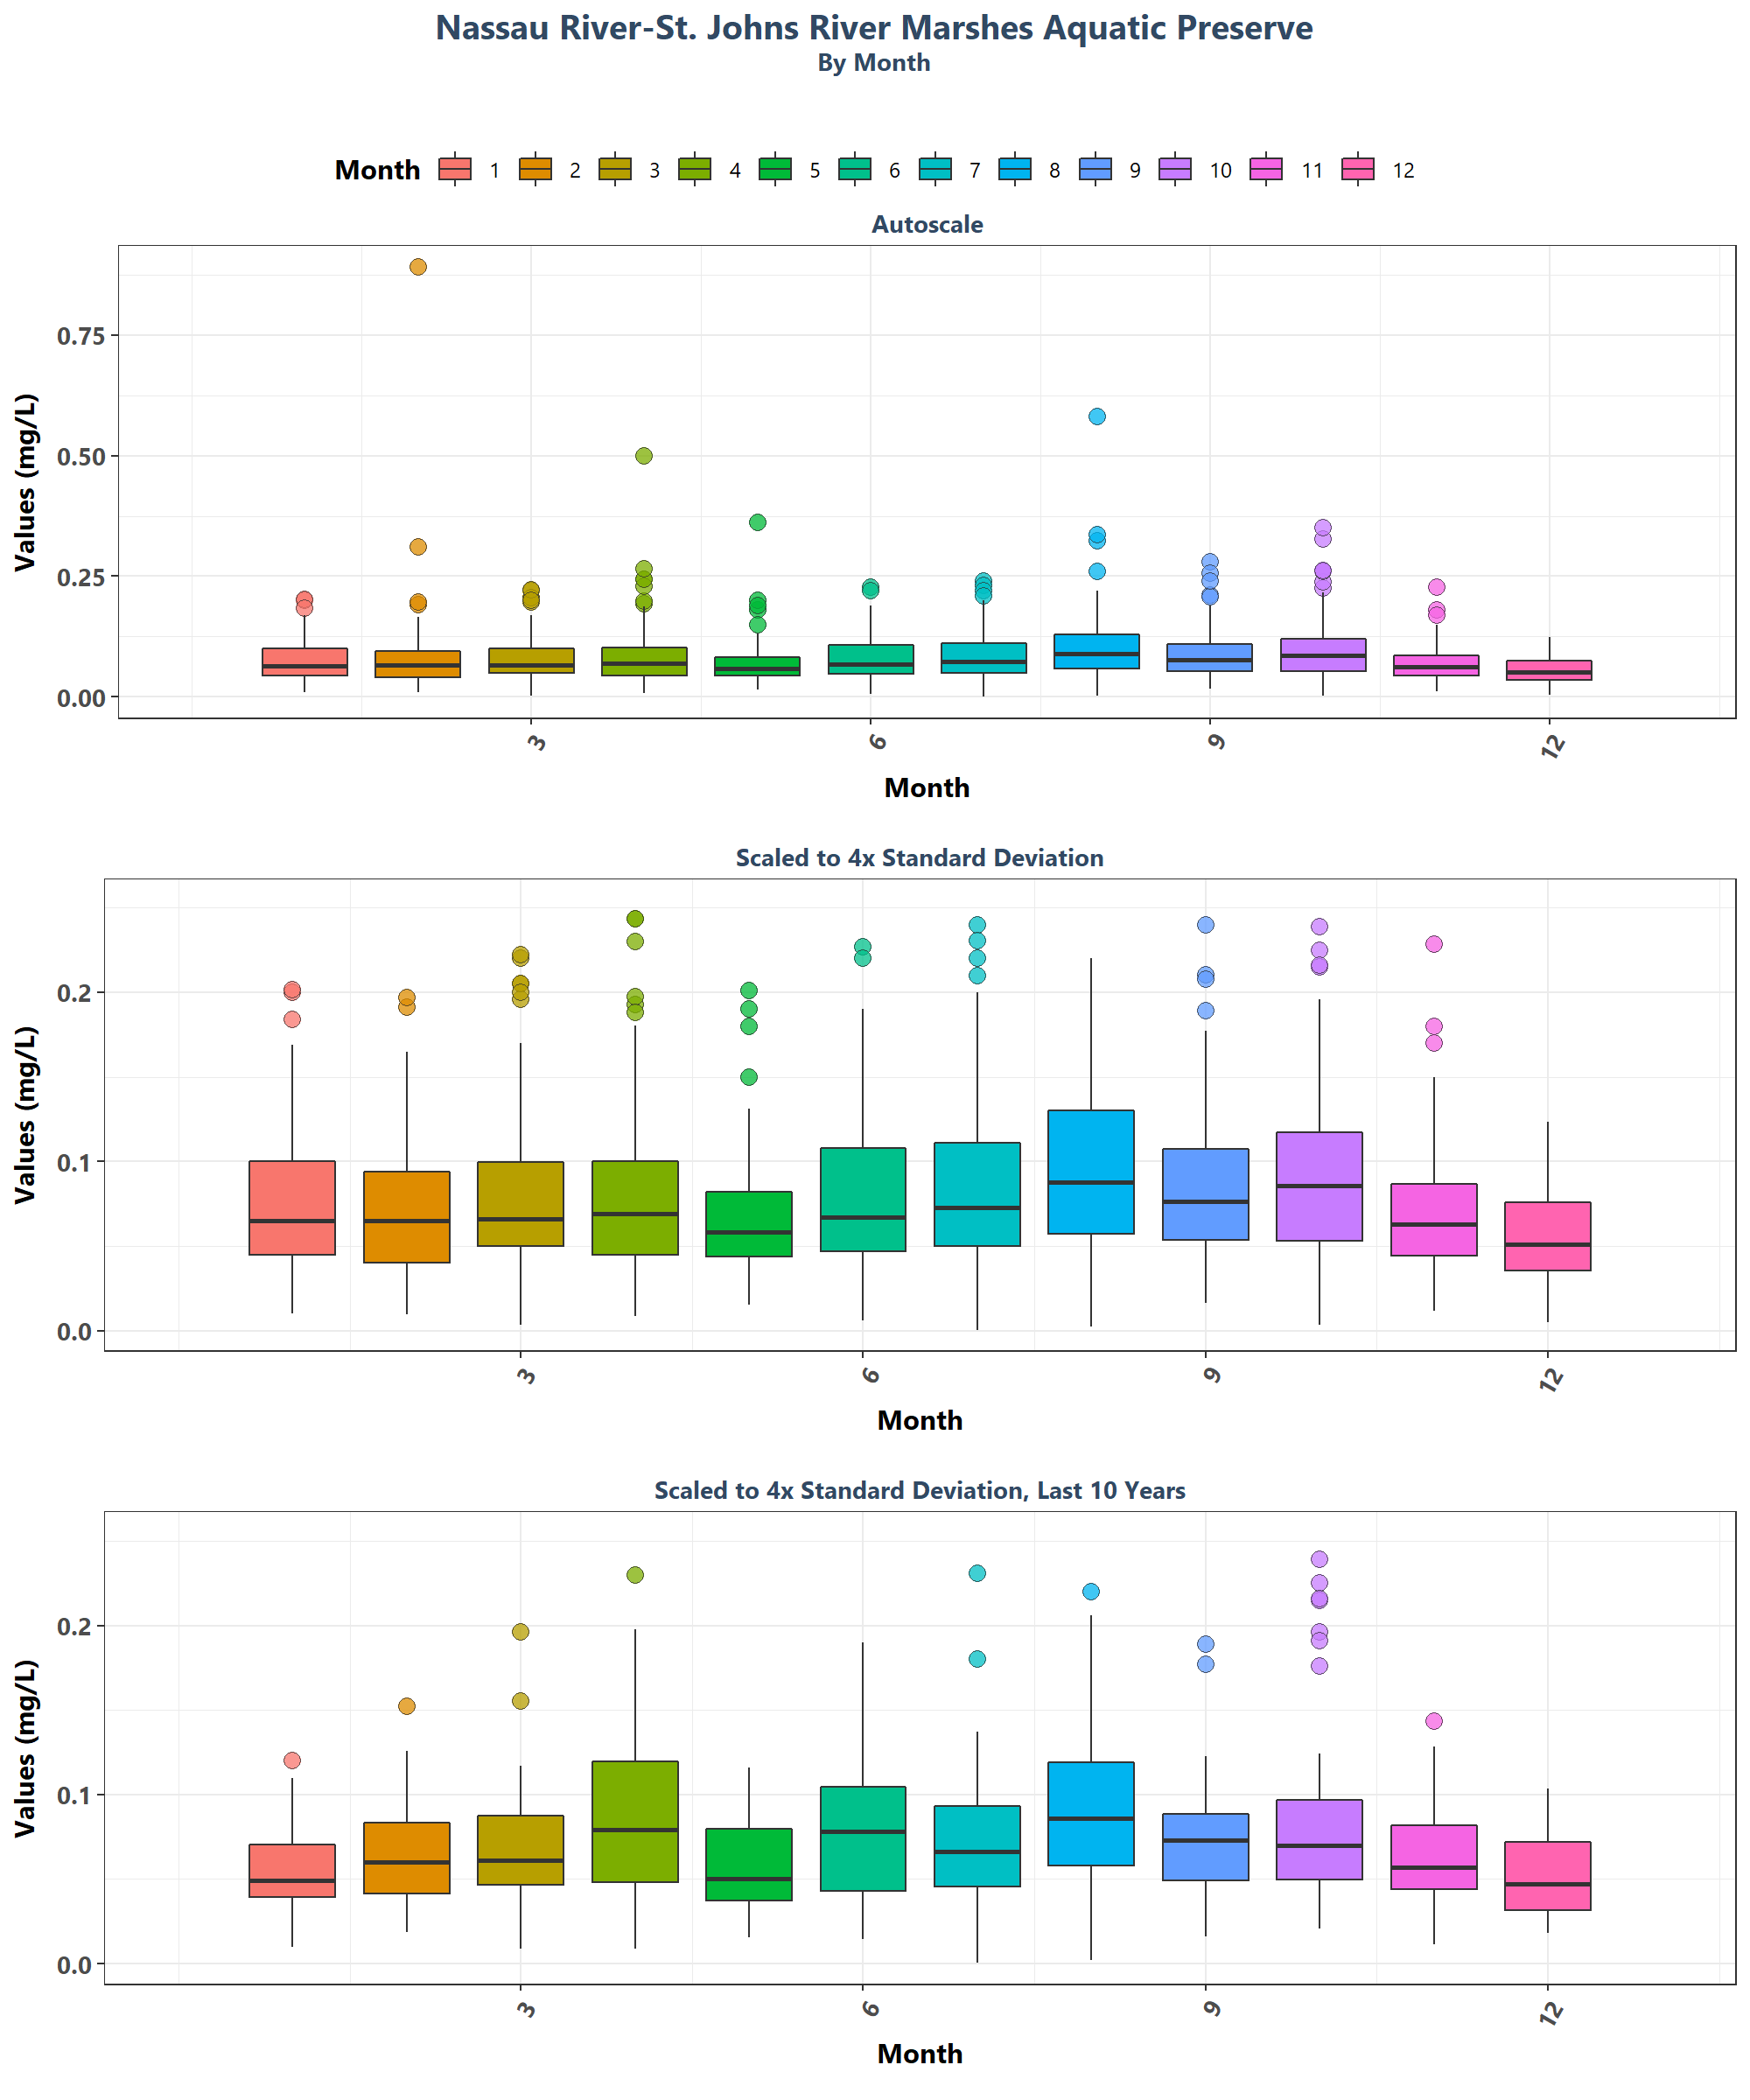 Nassau River-St. Johns River Marshes Aquatic Preserve
By Month
Month 1 2 3 4 5 6 7 8 9 10 11 12
Autoscale
Values (mg/L)
0.75
0.50
0.25
0.00
3 6 9 12
Month
Scaled to 4x Standard Deviation
Values (mg/L)
0.2
0.1
0.0
3 6 9 12
Month
Scaled to 4x Standard Deviation, Last 10 Years
Values (mg/L)
0.2
0.1
0.0
3 6 9 12
Month